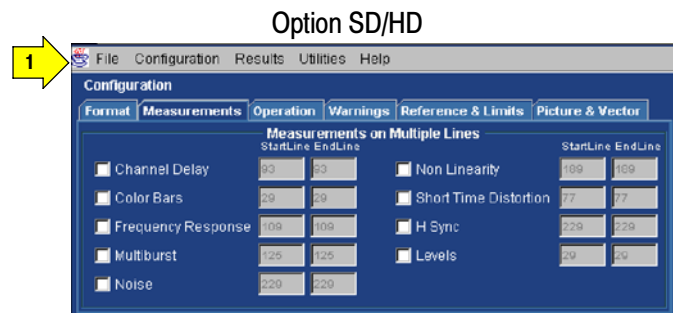 Option SD/HD
1
File Configuration Results Utilities Help
Configuration
Format Measurements Operation Warnings Reference & Limits Picture & Vector
Measurements on Multiple Lines
StartLine EndLine StartLine EndLine
Channel Delay 93 93 Non Linearity 189 189
Color Bars 29 29 Short Time Distortion 77 77
Frequency Response 109 109 H Sync 229 229
Multiburst 125 125 Levels 29 29
Noise 229 229